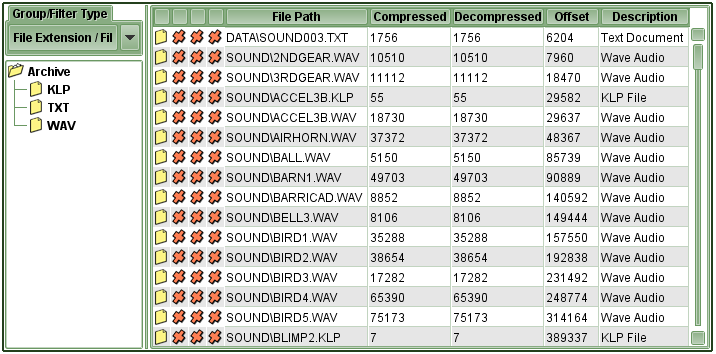 Group/Filter Type
File Extension / Fil
Archive
KLP
TXT
WAV
File Path Compressed Decompressed Offset Description
DATA\SOUND003.TXT 1756 1756 6204 Text Document
SOUND\2NDGEAR.WAV 10510 10510 7960 Wave Audio
SOUND\3RDGEAR.WAV 11112 11112 18470 Wave Audio
SOUND\ACCEL3B.KLP 55 55 29582 KLP File
SOUND\ACCEL3B.WAV 18730 18730 29637 Wave Audio
SOUND\AIRHORN.WAV 37372 37372 48367 Wave Audio
SOUND\BALL.WAV 5150 5150 85739 Wave Audio
SOUND\BARN1.WAV 49703 49703 90889 Wave Audio
SOUND\BARRICAD.WAV 8852 8852 140592 Wave Audio
SOUND\BELL3.WAV 8106 8106 149444 Wave Audio
SOUND\BIRD1.WAV 35288 35288 157550 Wave Audio
SOUND\BIRD2.WAV 38654 38654 192838 Wave Audio
SOUND\BIRD3.WAV 17282 17282 231492 Wave Audio
SOUND\BIRD4.WAV 65390 65390 248774 Wave Audio
SOUND\BIRD5.WAV 75173 75173 314164 Wave Audio
SOUND\BLIMP2.KLP 7 7 389337 KLP File